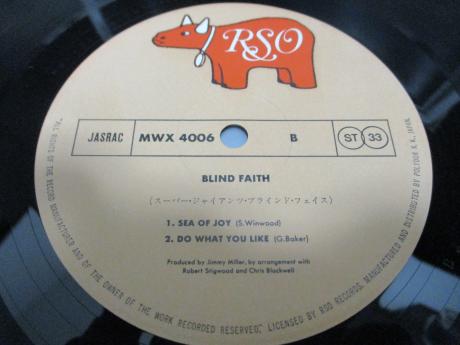 RSO
JASRAC MWX 4006 B ST 33
BLIND FAITH
(スーパー・ジャイアンツ・ブラインド・フェイス)
1. SEA OF JOY (S.Winwood)
2. DO WHAT YOU LIKE (G.Baker)
Produced by Jimmy Miller, by arrangement with
Robert Stigwood and Chris Blackwell
"ALL RIGHTS OF THE RECORD MANUFACTURER AND OF THE OWNER OF THE WORK RECORDED RESERVED," LICENSED BY RSO RECORDS, MANUFACTURED AND DISTRIBUTED BY POLYDOR K. K., JAPAN.